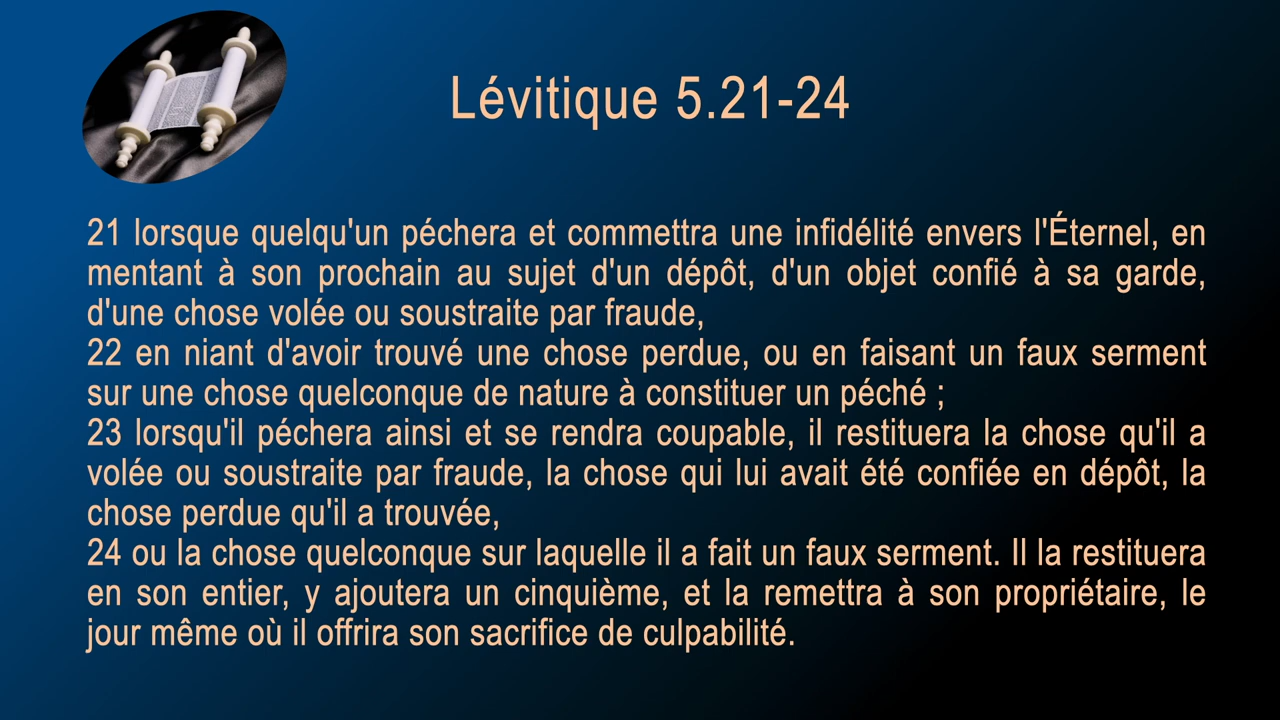 Lévitique 5.21-24
21 lorsque quelqu'un péchera et commettra une infidélité envers l'Éternel, en
mentant à son prochain au sujet d'un dépôt, d'un objet confié à sa garde,
d'une chose volée ou soustraite par fraude,
22 en niant d'avoir trouvé une chose perdue, ou en faisant un faux serment
sur une chose quelconque de nature à constituer un péché ;
23 lorsqu'il péchera ainsi et se rendra coupable, il restituera la chose qu'il a
volée ou soustraite par fraude, la chose qui lui avait été confiée en dépôt, la
chose perdue qu'il a trouvée,
24 ou la chose quelconque sur laquelle il a fait un faux serment. Il la restituera
en son entier, y ajoutera un cinquième, et la remettra à son propriétaire, le
jour même où il offrira son sacrifice de culpabilité.